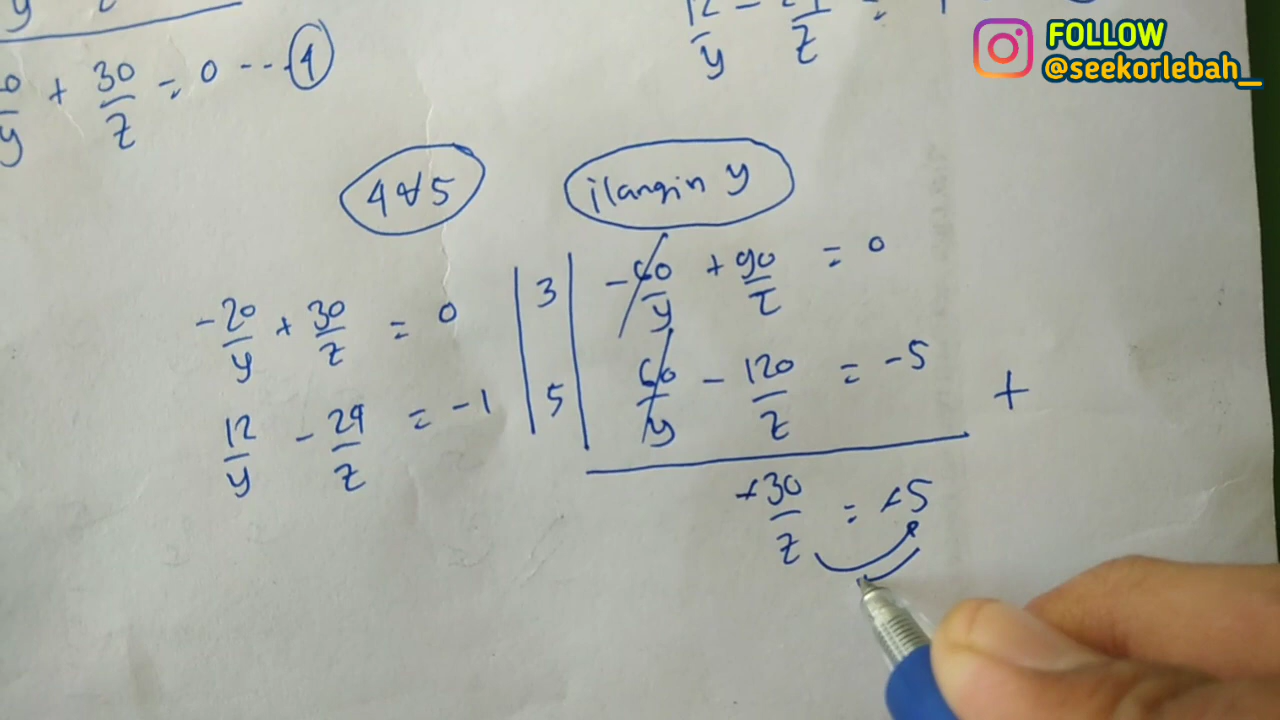 12/y - 
FOLLOW
@seekorlebah_
+ 30/z = 0 --- 4
4 & 5
ilangin y
-20/y + 30/z = 0 | 3 | -60/y + 90/z = 0
12/y - 24/z = -1 | 5 | 60/y - 120/z = -5
+
-30/z = -5